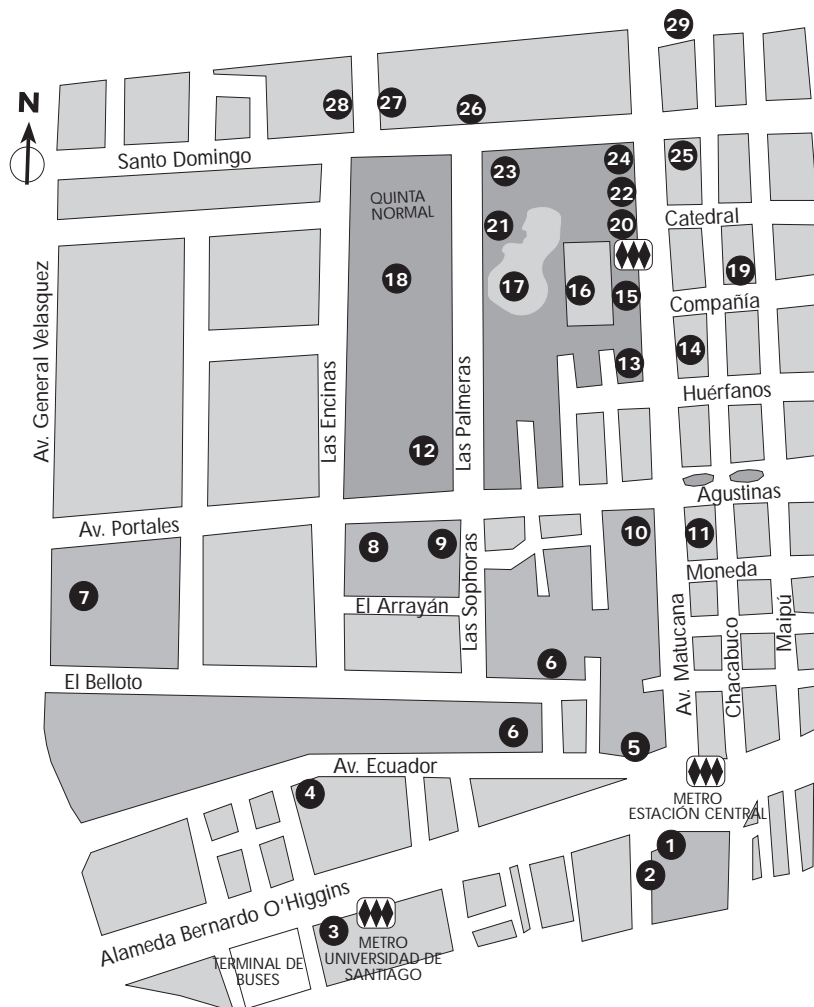 29
N
28
27
26
Santo Domingo
23
24
25
QUINTA
NORMAL
22
21
20
Catedral
19
18
17
16
15
Compañía
14
13
Huérfanos
Av. General Velasquez
Las Encinas
Las Palmeras
12
Agustinas
Av. Portales
10
11
8
9
Moneda
7
El Arrayán
Las Sophoras
Av. Matucana
Chacabuco
Maipú
6
El Belloto
6
5
Av. Ecuador
4
METRO
ESTACIÓN CENTRAL
1
2
Alameda Bernardo O'Higgins
3
METRO
UNIVERSIDAD DE
SANTIAGO
TERMINAL DE
BUSES